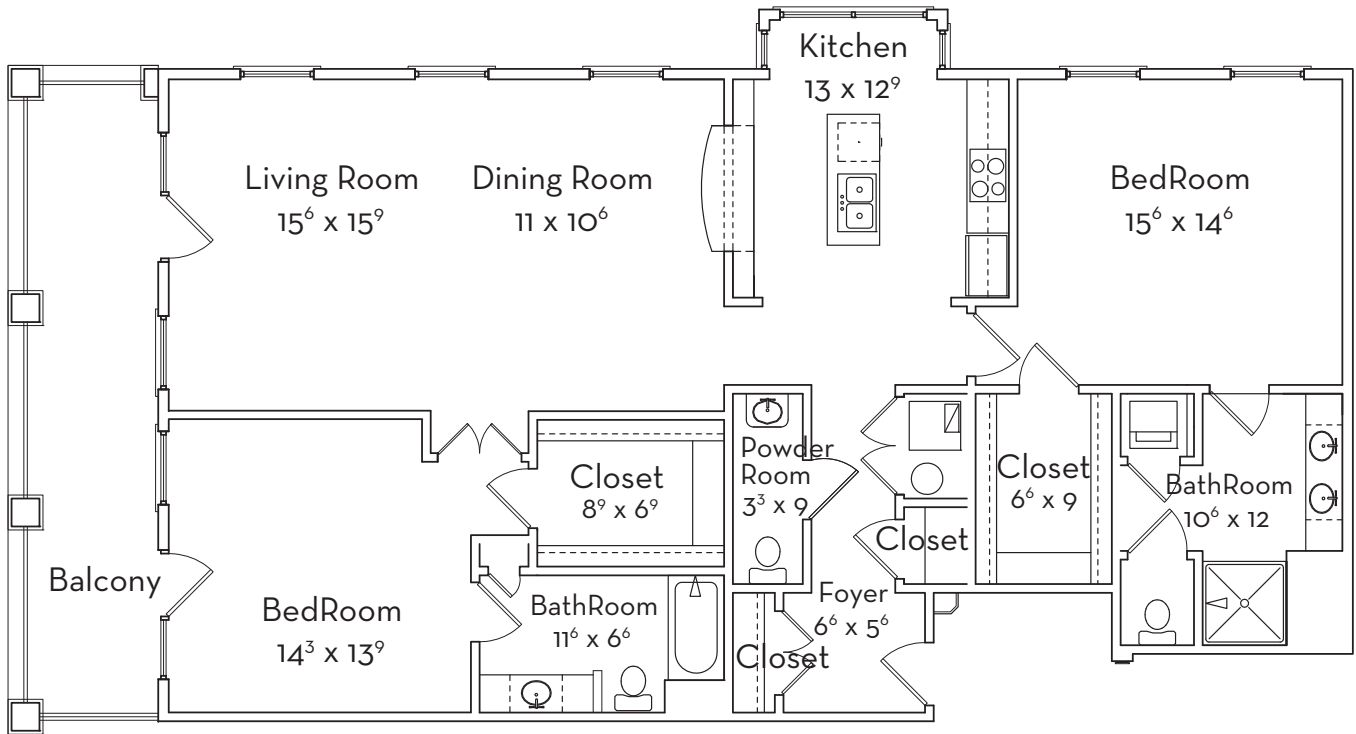 Kitchen
13 x 12⁹
Living Room
15⁶ x 15⁹
Dining Room
11 x 10⁶
BedRoom
15⁶ x 14⁶
Powder
Room
3³ x 9
Closet
8⁹ x 6⁹
Closet
6⁶ x 9
BathRoom
10⁶ x 12
Closet
Balcony
BedRoom
14³ x 13⁹
BathRoom
11⁶ x 6⁶
Foyer
6⁶ x 5⁶
Closet